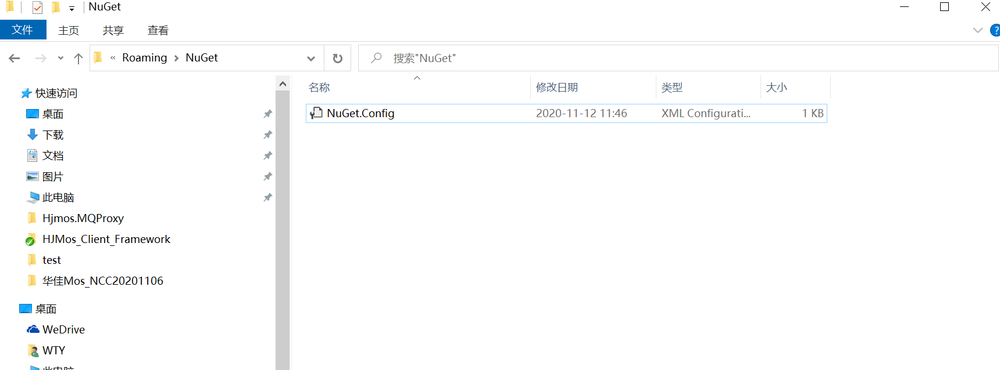 NuGet
文件 主页 共享 查看 ?
« Roaming > NuGet 搜索"NuGet"
名称 修改日期 类型 大小
NuGet.Config 2020-11-12 11:46 XML Configurati... 1 KB
快速访问
桌面
下载
文档
图片
此电脑
Hjmos.MQProxy
HJMos_Client_Framework
test
华佳Mos_NCC20201106
桌面
WeDrive
WTY
此电脑